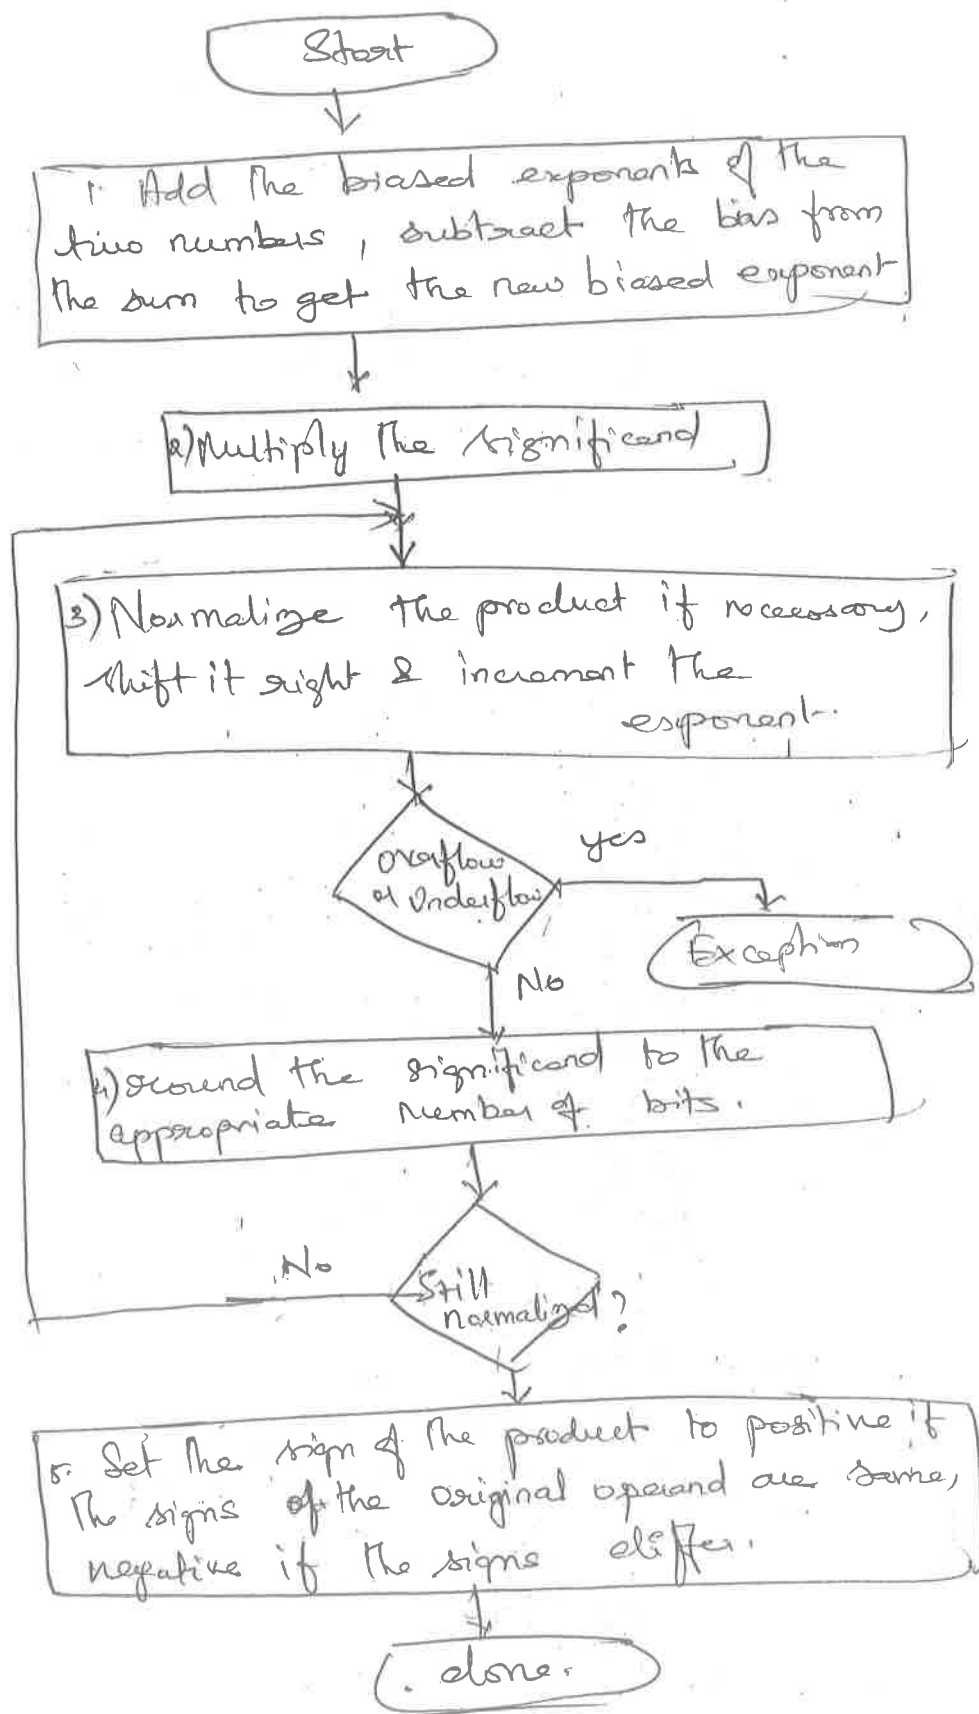 Start
1. Add the biased exponents of the
two numbers, subtract the bias from
the sum to get the new biased exponent
2) Multiply the significand
3) Normalize the product if necessary,
shift it right & increment the
exponent.
Overflow
or Underflow
yes
Exception
No
4) round the significand to the
appropriate number of bits.
No
Still
normalized?
5. Set the sign of the product to positive if
the signs of the original operand are same,
negative if the signs differ.
done.